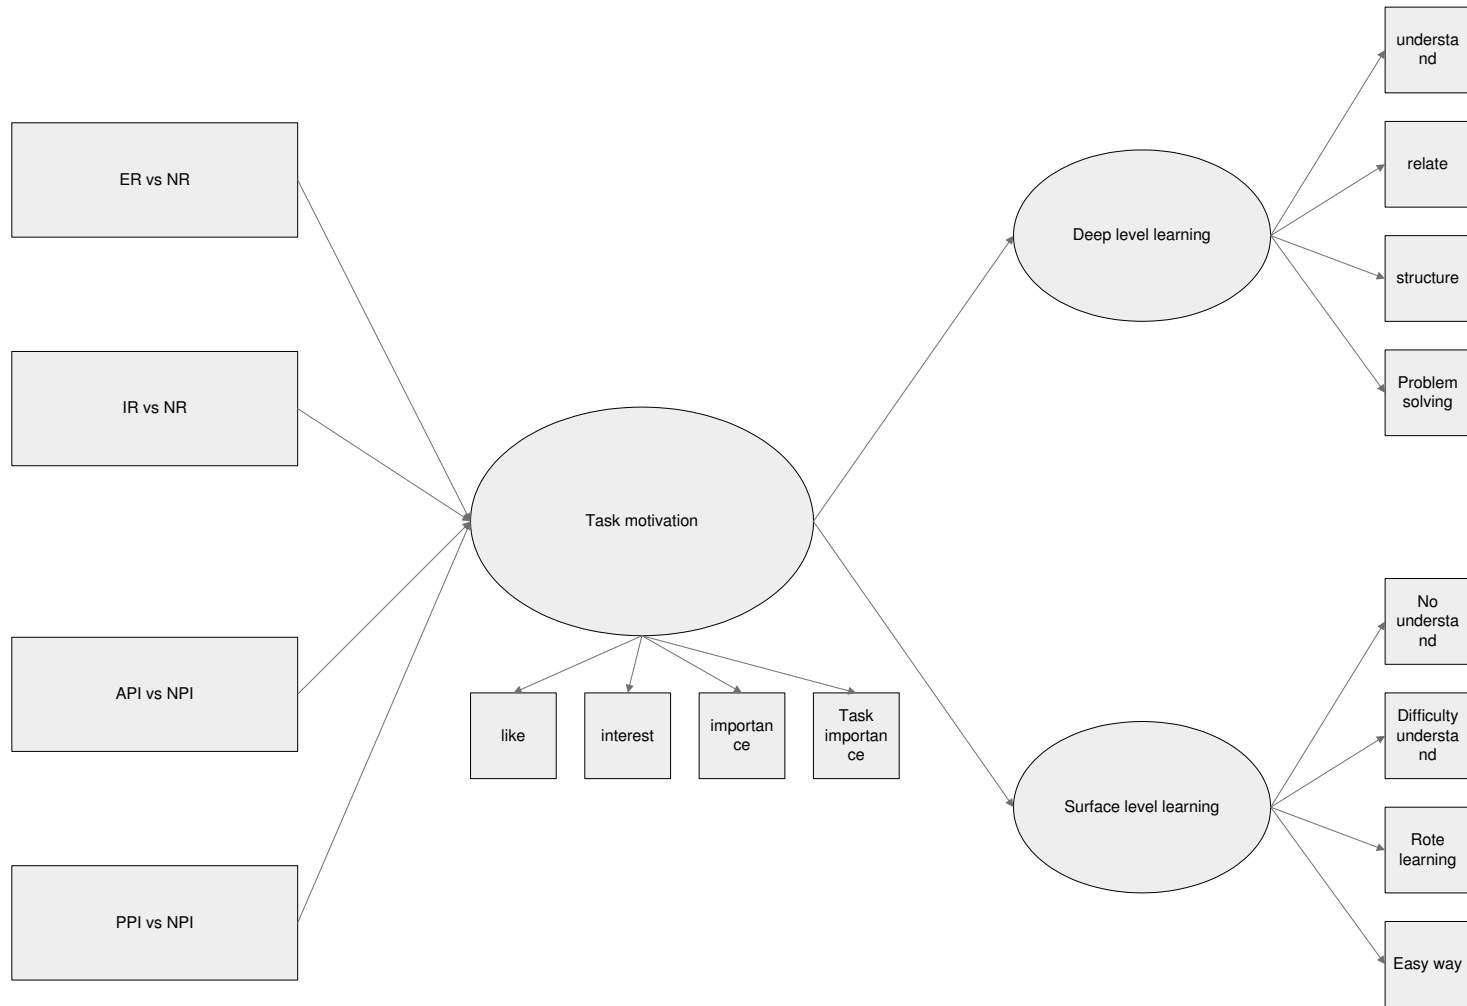 understa
nd
ER vs NR
relate
Deep level learning
structure
IR vs NR
Problem
solving
Task motivation
No
understa
nd
API vs NPI
like
interest
importan
ce
Task
importan
ce
Difficulty
understa
nd
Surface level learning
Rote
learning
PPI vs NPI
Easy way